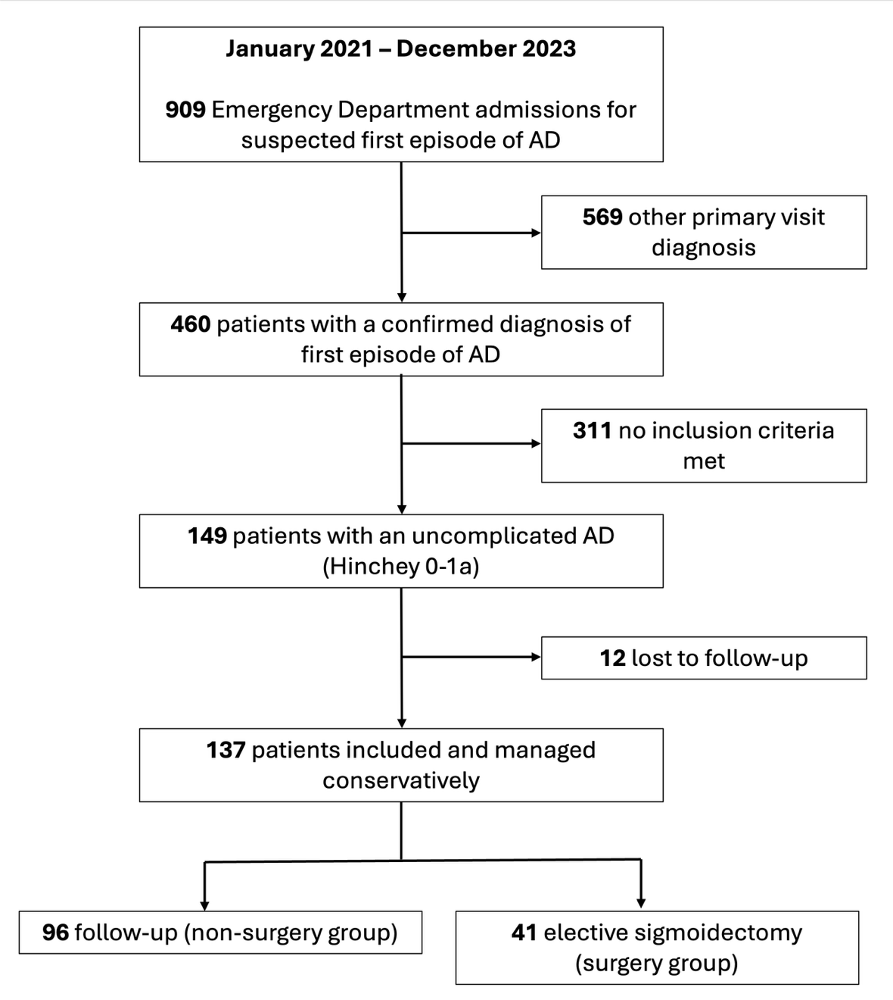 January 2021 – December 2023
909 Emergency Department admissions for
suspected first episode of AD
569 other primary visit
diagnosis
460 patients with a confirmed diagnosis of
first episode of AD
311 no inclusion criteria
met
149 patients with an uncomplicated AD
(Hinchey 0-1a)
12 lost to follow-up
137 patients included and managed
conservatively
96 follow-up (non-surgery group)
41 elective sigmoidectomy
(surgery group)